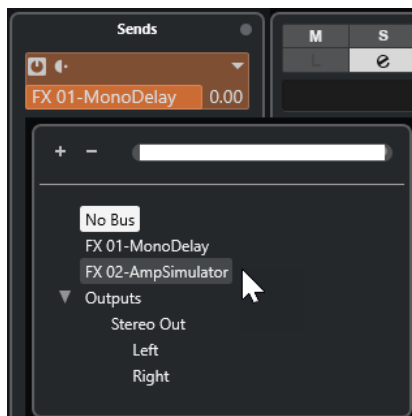 Sends
M S
L e
FX 01-MonoDelay 0.00
+ −
No Bus
FX 01-MonoDelay
FX 02-AmpSimulator
Outputs
Stereo Out
Left
Right